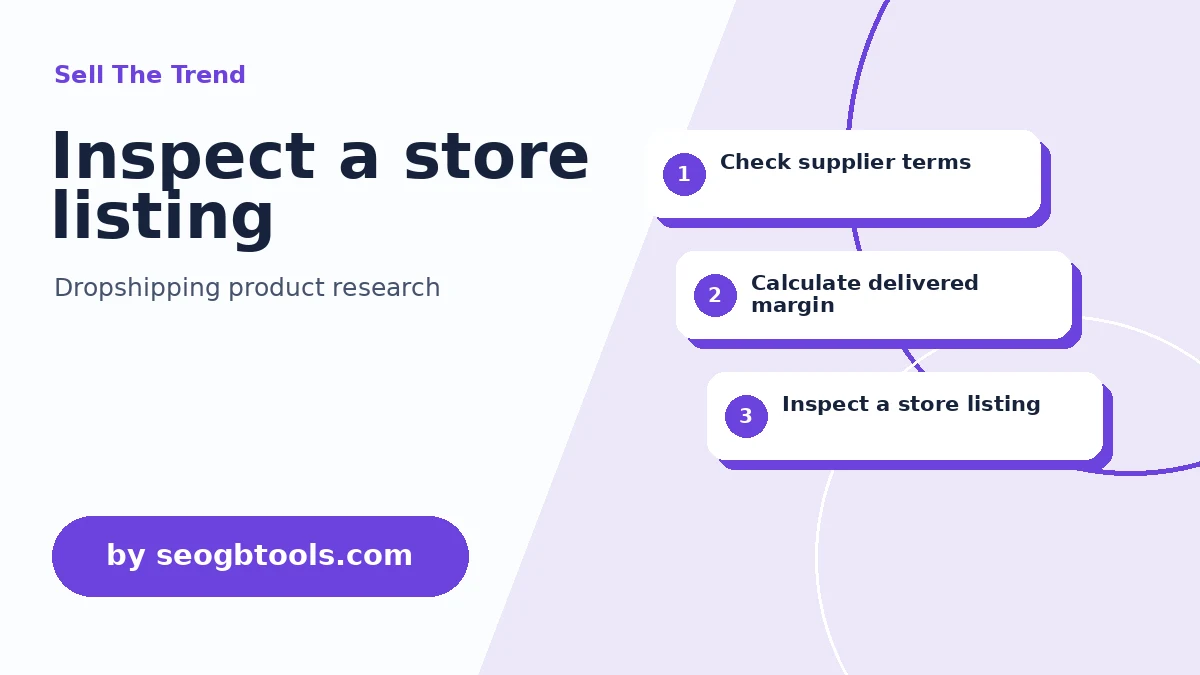 Sell The Trend
Inspect a store
listing
Dropshipping product research
1
Check supplier terms
2
Calculate delivered
margin
3
Inspect a store listing
by seogbtools.com